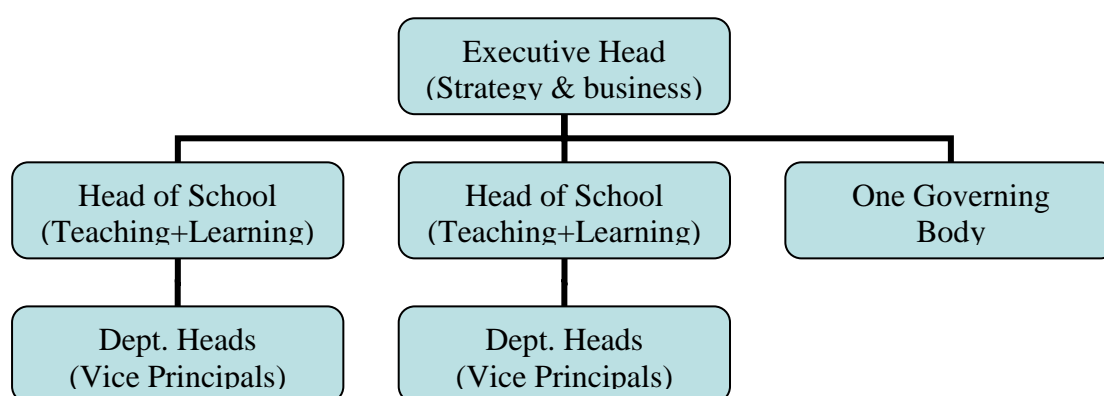 Executive Head
(Strategy & business)
Head of School
(Teaching+Learning)
Head of School
(Teaching+Learning)
One Governing
Body
Dept. Heads
(Vice Principals)
Dept. Heads
(Vice Principals)